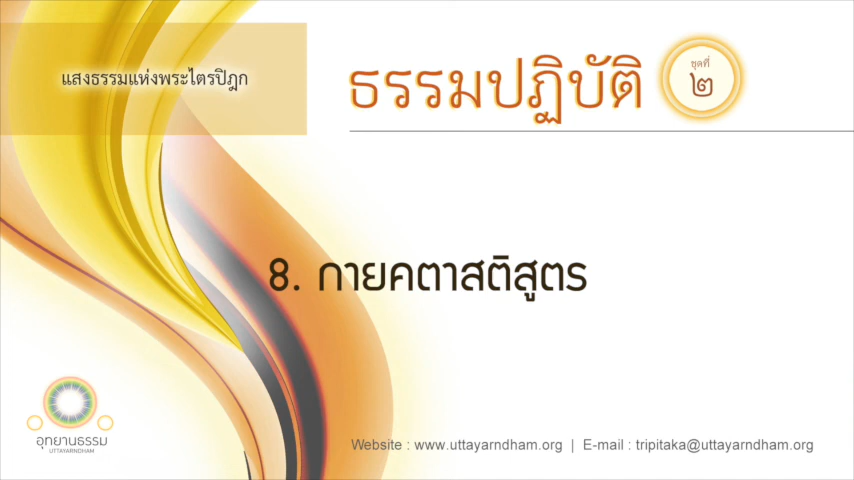 แสงธรรมแห่งพระไตรปิฎก
ธรรมปฏิบัติ
ชุดที่
๒
8. กายคตาสติสูตร
อุทยานธรรม
UTTAYARNDHAM
Website : www.uttayarndham.org | E-mail : tripitaka@uttayarndham.org